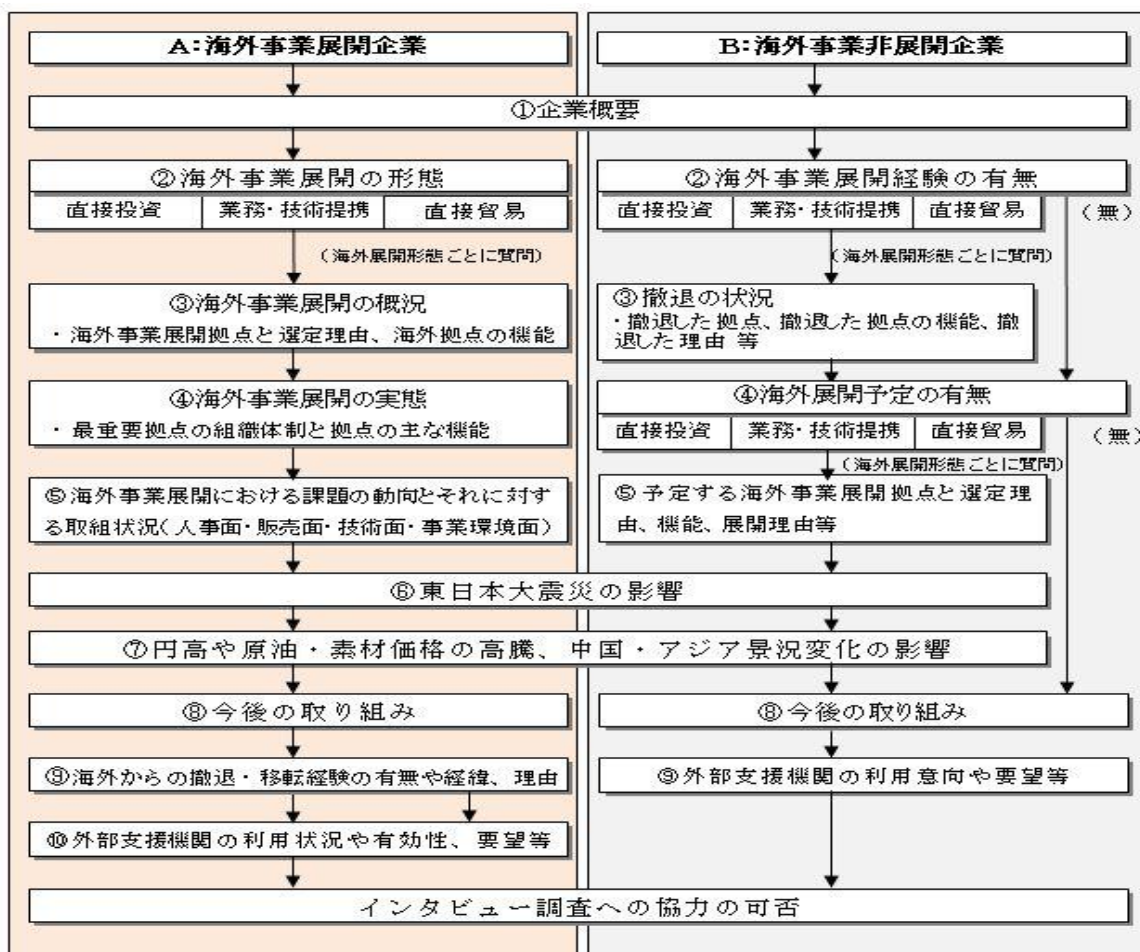 A:海外事業展開企業
B:海外事業非展開企業
①企業概要
②海外事業展開の形態
直接投資
業務・技術提携
直接貿易
(海外展開形態ごとに質問)
③海外事業展開の概況
・海外事業展開拠点と選定理由、海外拠点の機能
④海外事業展開の実態
・最重要拠点の組織体制と拠点の主な機能
⑤海外事業展開における課題の動向とそれに対す
る取組状況(人事面・販売面・技術面・事業環境面)
②海外事業展開経験の有無
直接投資
業務・技術提携
直接貿易
(無)
(海外展開形態ごとに質問)
③撤退の状況
・撤退した拠点、撤退した拠点の機能、撤
退した理由 等
④海外展開予定の有無
直接投資
業務・技術提携
直接貿易
(無)
(海外展開形態ごとに質問)
⑤予定する海外事業展開拠点と選定理
由、機能、展開理由等
⑥東日本大震災の影響
⑦円高や原油・素材価格の高騰、中国・アジア景況変化の影響
⑧今後の取り組み
⑨海外からの撤退・移転経験の有無や経緯、理由
⑩外部支援機関の利用状況や有効性、要望等
⑧今後の取り組み
⑨外部支援機関の利用意向や要望等
インタビュー調査への協力の可否